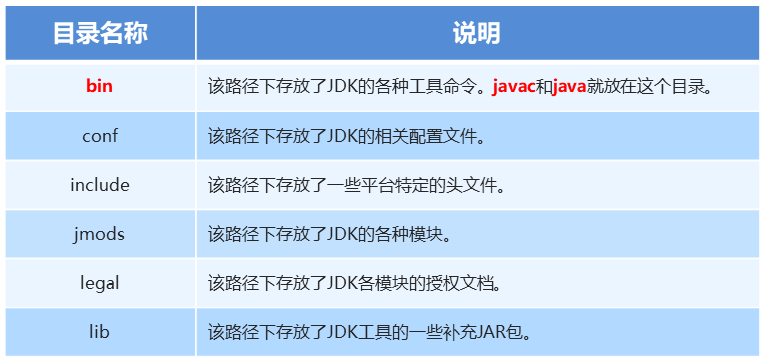 目录名称 说明
bin 该路径下存放了JDK的各种工具命令。javac和java就放在这个目录。
conf 该路径下存放了JDK的相关配置文件。
include 该路径下存放了一些平台特定的头文件。
jmods 该路径下存放了JDK的各种模块。
legal 该路径下存放了JDK各模块的授权文档。
lib 该路径下存放了JDK工具的一些补充JAR包。